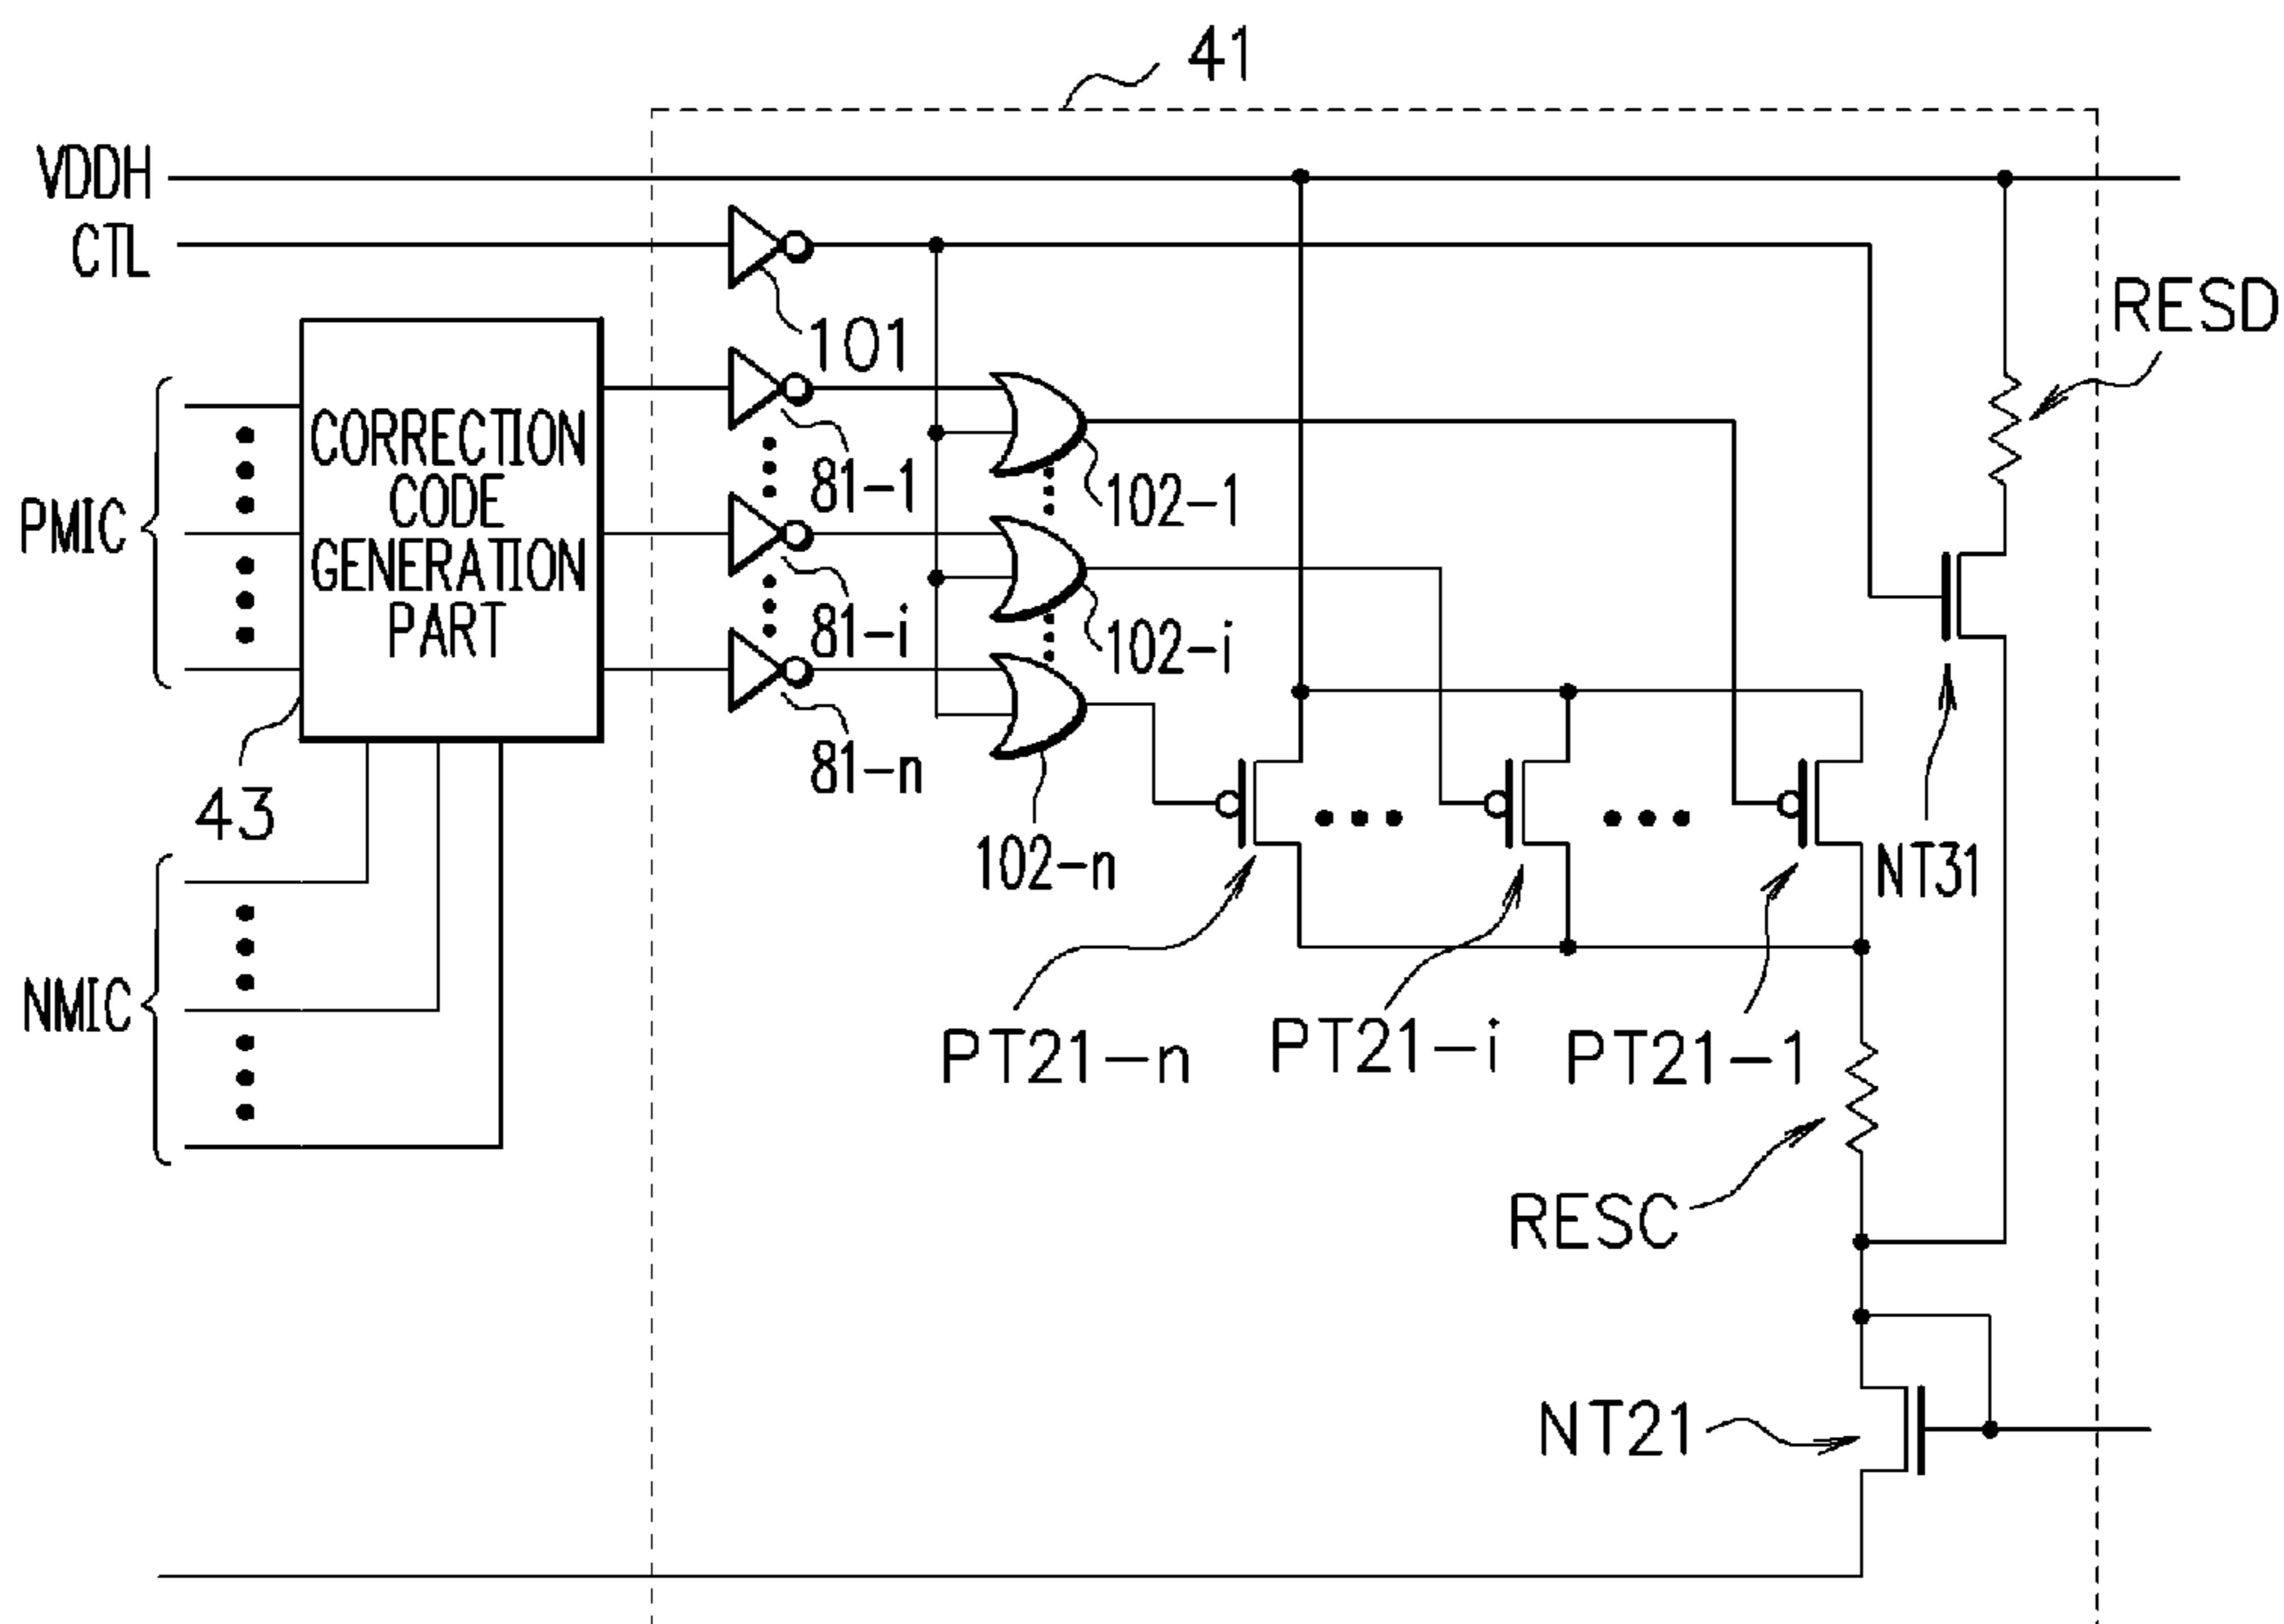 41
VDDH
CTL
RESD
101
PMIC
CORRECTION
CODE
GENERATION
PART
81-1
102-1
81-i
102-i
81-n
43
102-n
NT31
NMIC
PT21-n
PT21-i
PT21-1
RESC
NT21